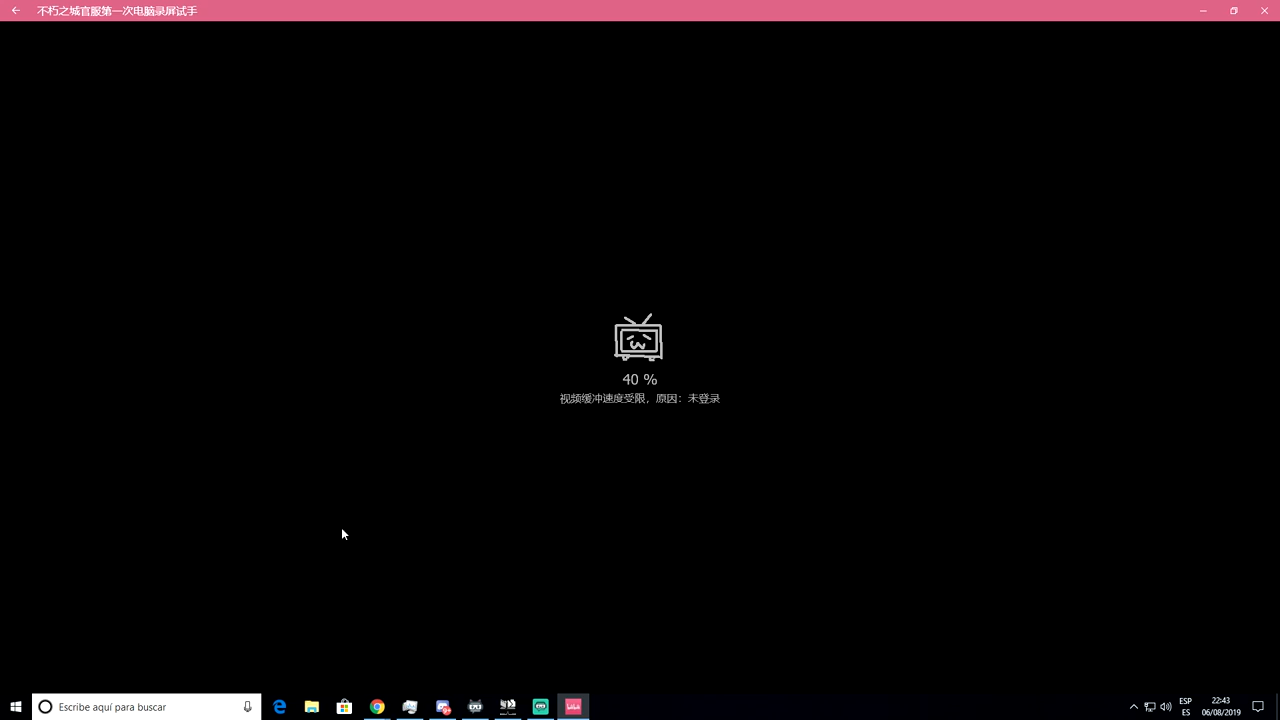 不朽之城官服第一次电脑录屏试手
40 %
视频缓冲速度受限，原因：未登录
Escribe aquí para buscar
ESP
ES
22:43
06/08/2019